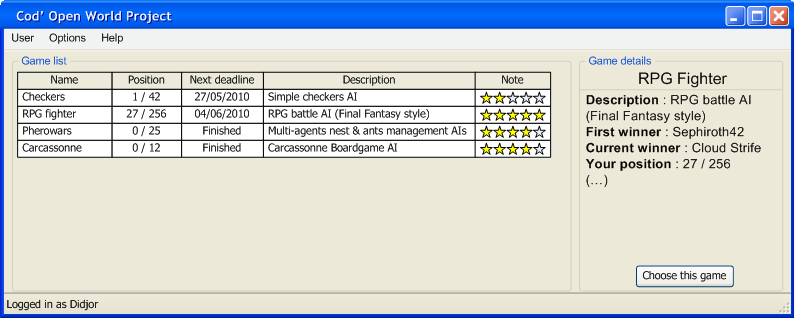 Cod' Open World Project
User Options Help
Game list
Name Position Next deadline Description Note
Checkers 1 / 42 27/05/2010 Simple checkers AI
RPG fighter 27 / 256 04/06/2010 RPG battle AI (Final Fantasy style)
Pherowars 0 / 25 Finished Multi-agents nest & ants management AIs
Carcassonne 0 / 12 Finished Carcassonne Boardgame AI
Game details
RPG Fighter
Description : RPG battle AI
(Final Fantasy style)
First winner : Sephiroth42
Current winner : Cloud Strife
Your position : 27 / 256
(...)
Choose this game
Logged in as Didjor